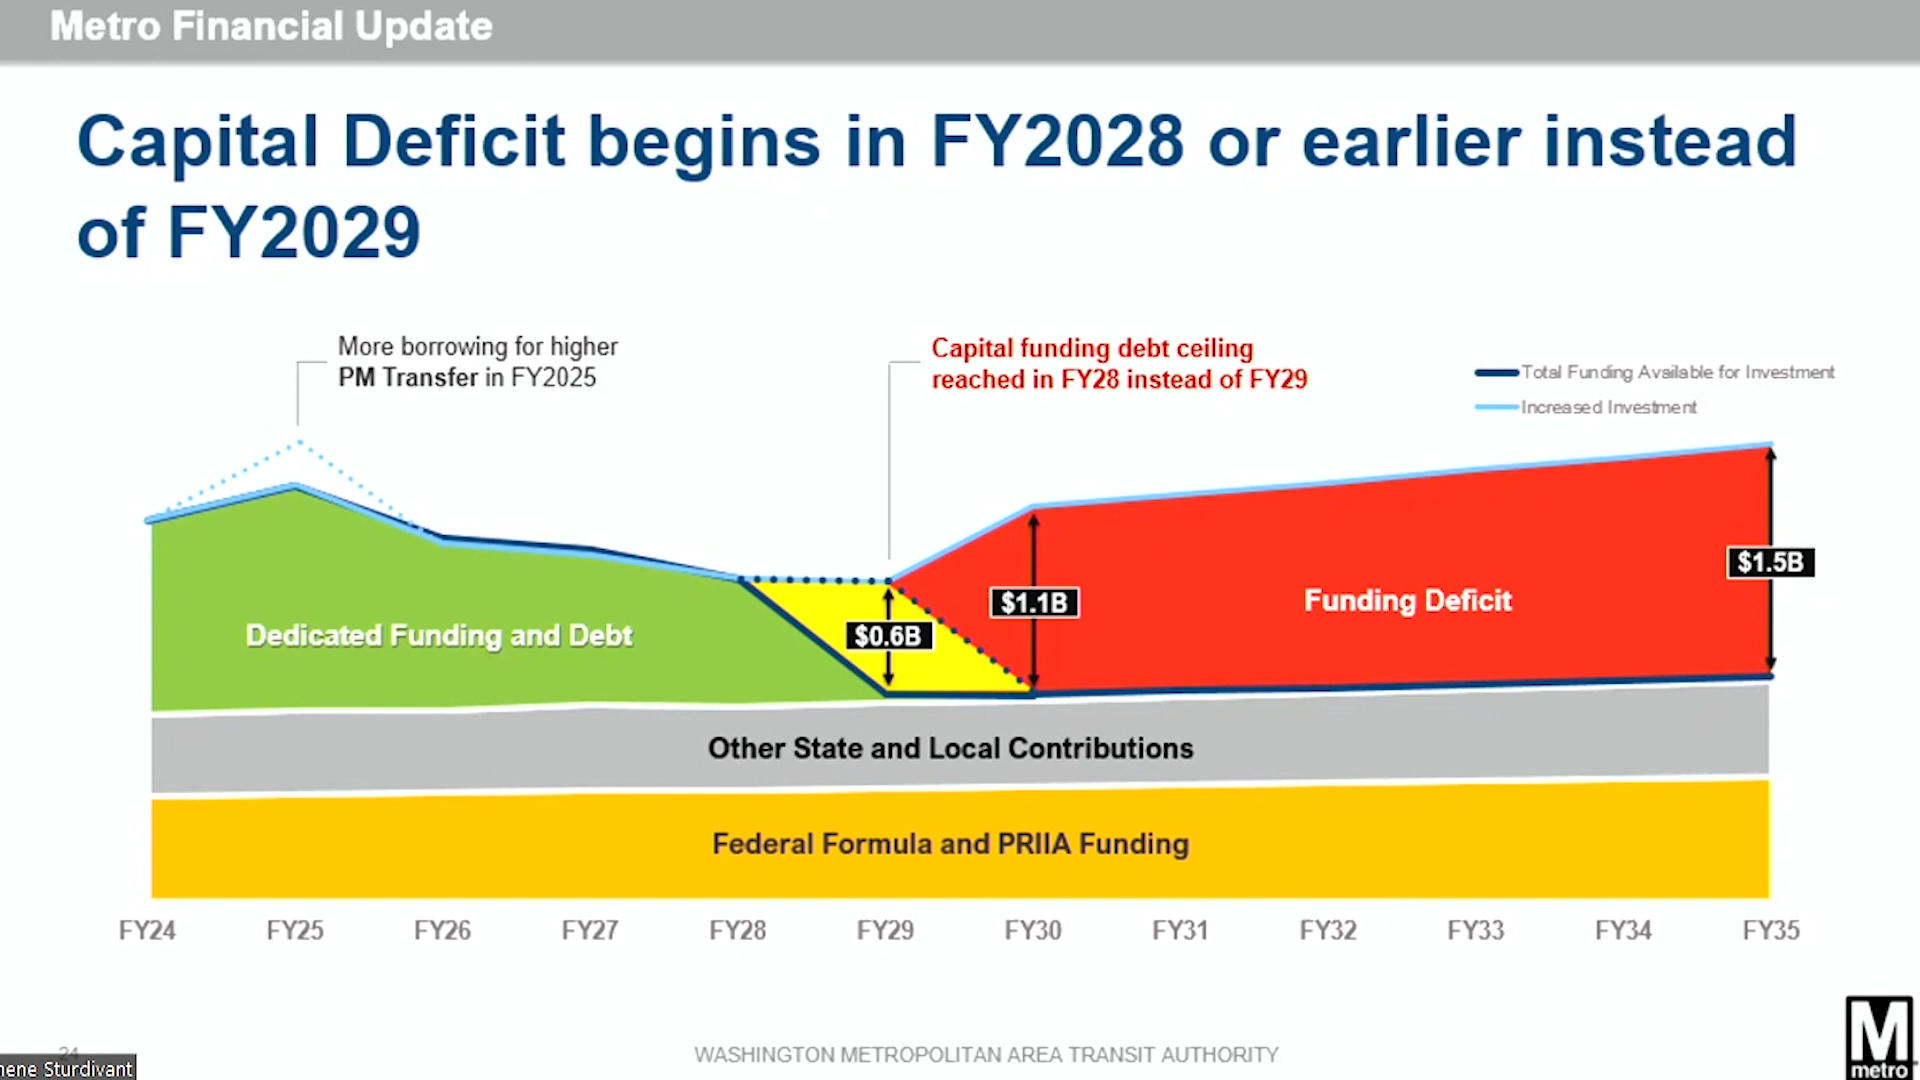 Metro Financial Update
Capital Deficit begins in FY2028 or earlier instead
of FY2029
More borrowing for higher
PM Transfer in FY2025
Capital funding debt ceiling
reached in FY28 instead of FY29
Total Funding Available for Investment
Increased Investment
$1.5B
$1.1B
Funding Deficit
$0.6B
Dedicated Funding and Debt
Other State and Local Contributions
Federal Formula and PRIIA Funding
FY24 FY25 FY26 FY27 FY28 FY29 FY30 FY31 FY32 FY33 FY34 FY35
24
WASHINGTON METROPOLITAN AREA TRANSIT AUTHORITY
Sturdivant
M
metro